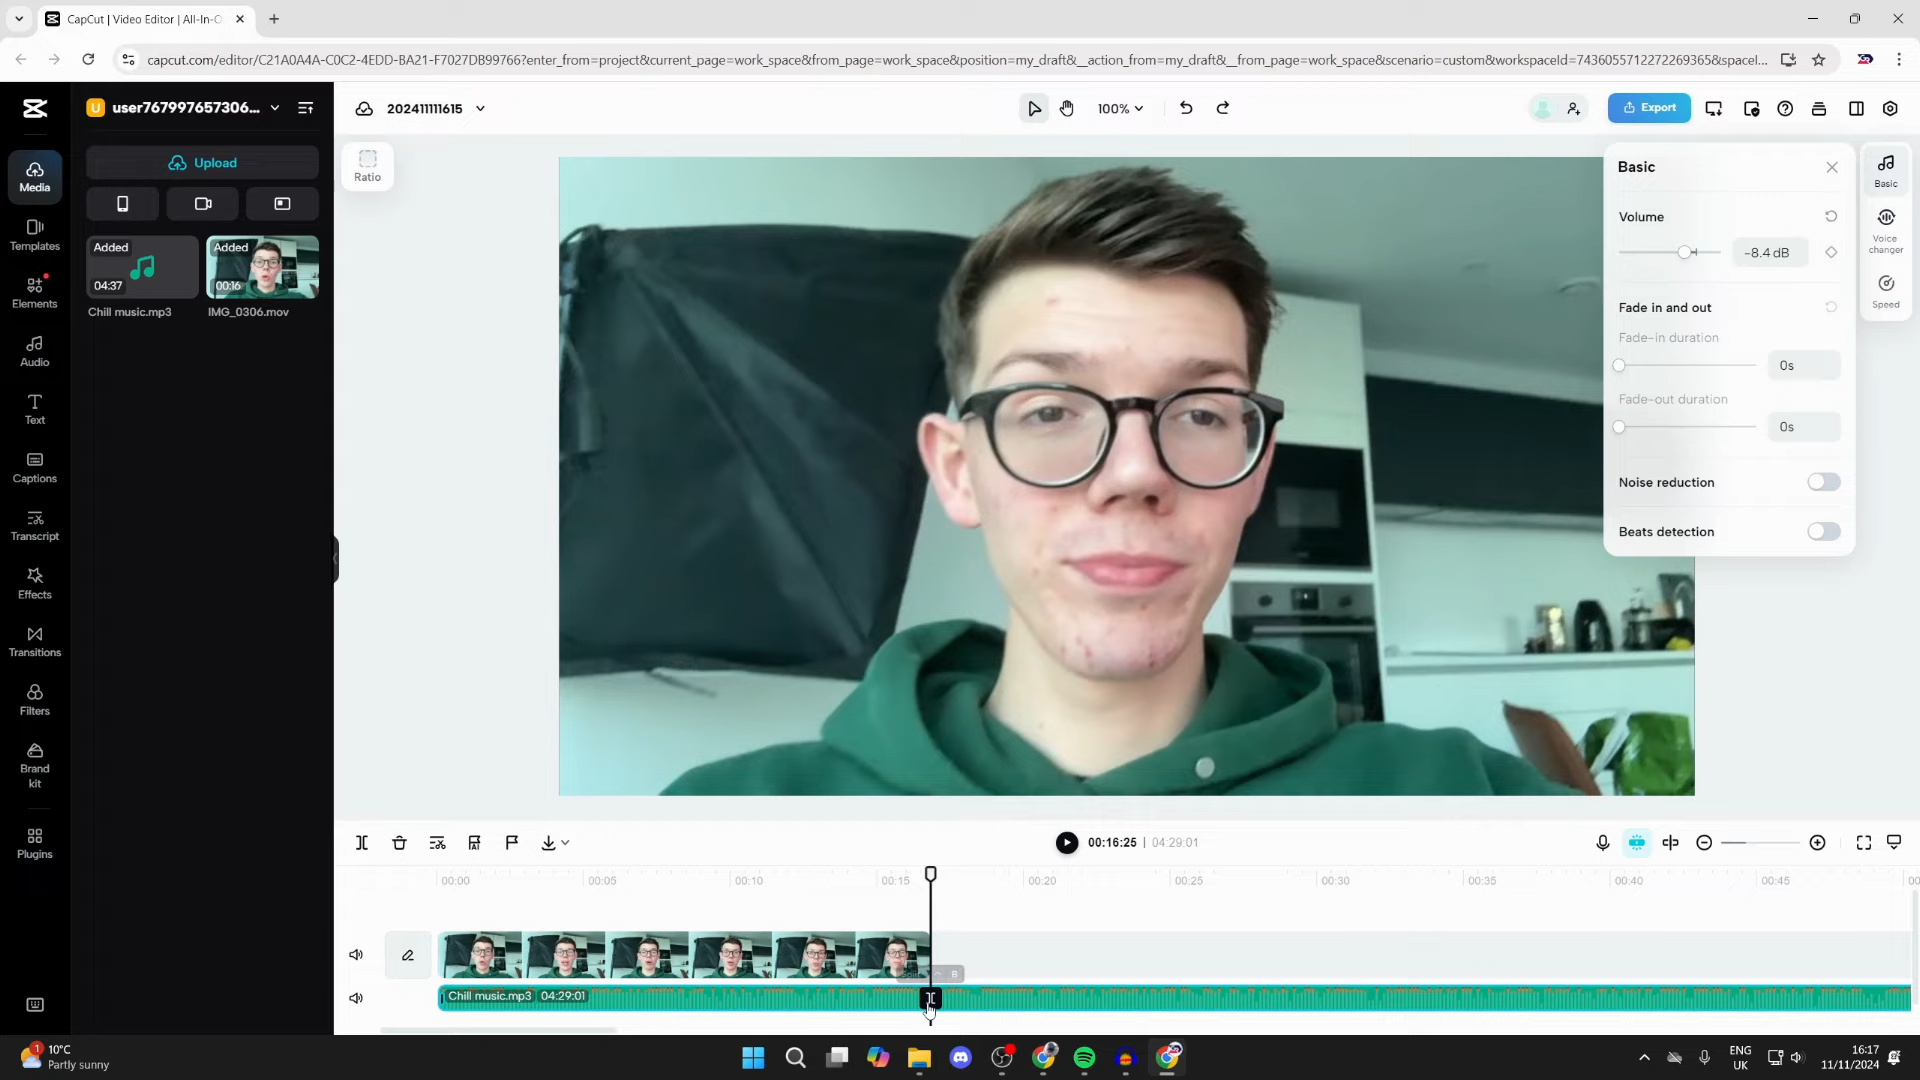 CapCut | Video Editor | All-In-O
capcut.com/editor/C21A0A4A-C0C2-4EDD-BA21-F7027DB99766?enter_from=project&current_page=work_space&from_page=work_space&position=my_draft&__action_from=my_draft&__from_page=work_space&scenario=custom&workspaceId=7436055712272269365&spaceI...
U user767997657306...
202411111615
100%
Export
Upload
Media
Templates
Elements
Audio
Text
Captions
Transcript
Effects
Transitions
Filters
Brand
kit
Plugins
Added
04:37
Chill music.mp3
Added
00:16
IMG_0306.mov
Ratio
Basic
Volume
-8.4 dB
Fade in and out
Fade-in duration
0s
Fade-out duration
0s
Noise reduction
Beats detection
Basic
Voice
changer
Speed
00:16:25 | 04:29:01
00:00 00:05 00:10 00:15 00:20 00:25 00:30 00:35 00:40 00:45 00
B
Chill music.mp3 04:29:01
1
10°C
Partly sunny
ENG
UK
16:17
11/11/2024